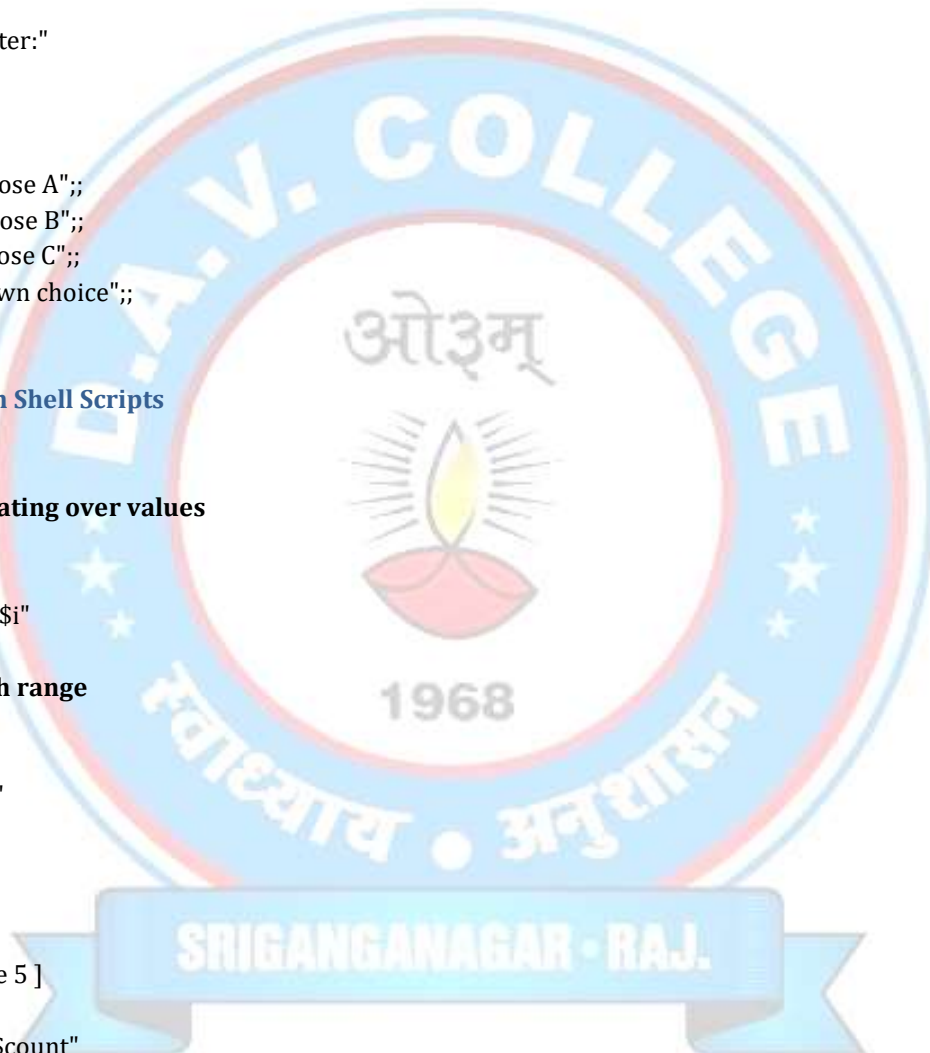 ter:"
D.A.V. COLLEGE
ose A";;
ose B";;
ose C";;
wn choice";;
ओ३म्
n Shell Scripts
ating over values
$i"
h range
1968
"
स्वाध्याय • अनुशासन
SRIGANGANAGAR - RAJ.
e 5 ]
$count"